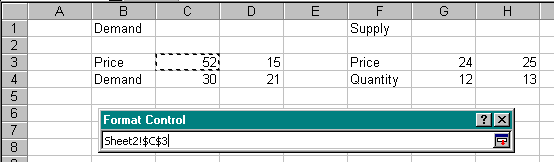 A B C D E F G H
1 Demand Supply
2
3 Price 52 15 Price 24 25
4 Demand 30 21 Quantity 12 13
5
6
Format Control ? ×
7
Sheet2!$C$3
8